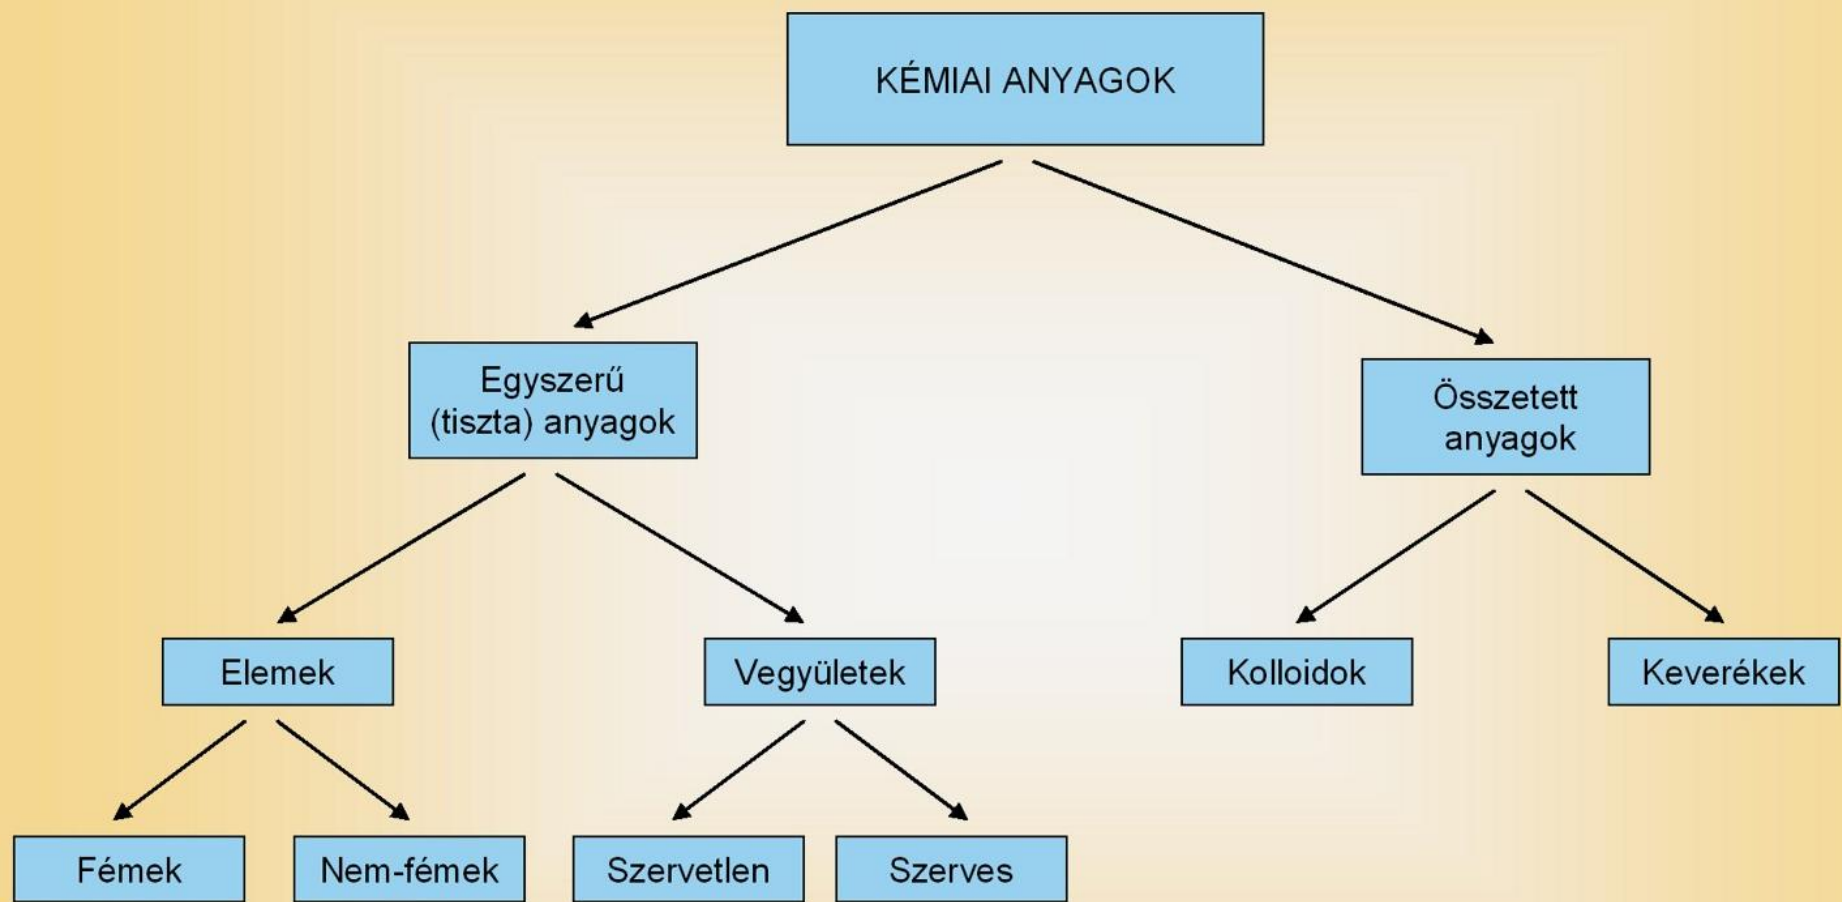 KÉMIAI ANYAGOK
Egyszerű
(tiszta) anyagok
Összetett
anyagok
Elemek
Vegyületek
Kolloidok
Keverékek
Fémek
Nem-fémek
Szervetlen
Szerves